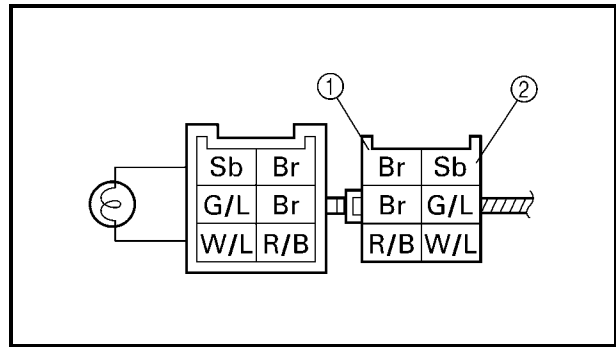 ① ②
Sb Br Br Sb
G/L Br Br G/L
W/L R/B R/B W/L